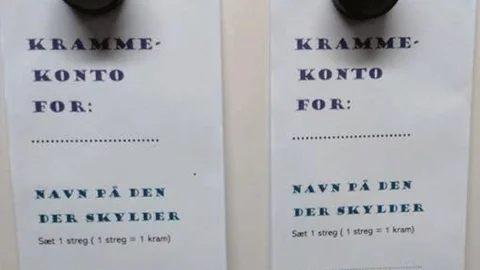 KRAMME-
KONTO
FOR:
NAVN PÅ DEN
DER SKYLDER
Sæt 1 streg ( 1 streg = 1 kram)
KRAMME-
KONTO
FOR:
NAVN PÅ DEN
DER SKYLDER
Sæt 1 streg ( 1 streg = 1 kram)